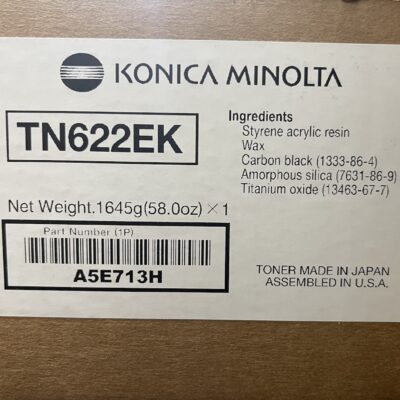 KONICA MINOLTA
TN622EK
Net Weight.1645g(58.0oz) × 1
Part Number (1P)
A5E713H
Ingredients
Styrene acrylic resin
Wax
Carbon black (1333-86-4)
Amorphous silica (7631-86-9)
Titanium oxide (13463-67-7)
TONER MADE IN JAPAN
ASSEMBLED IN U.S.A.